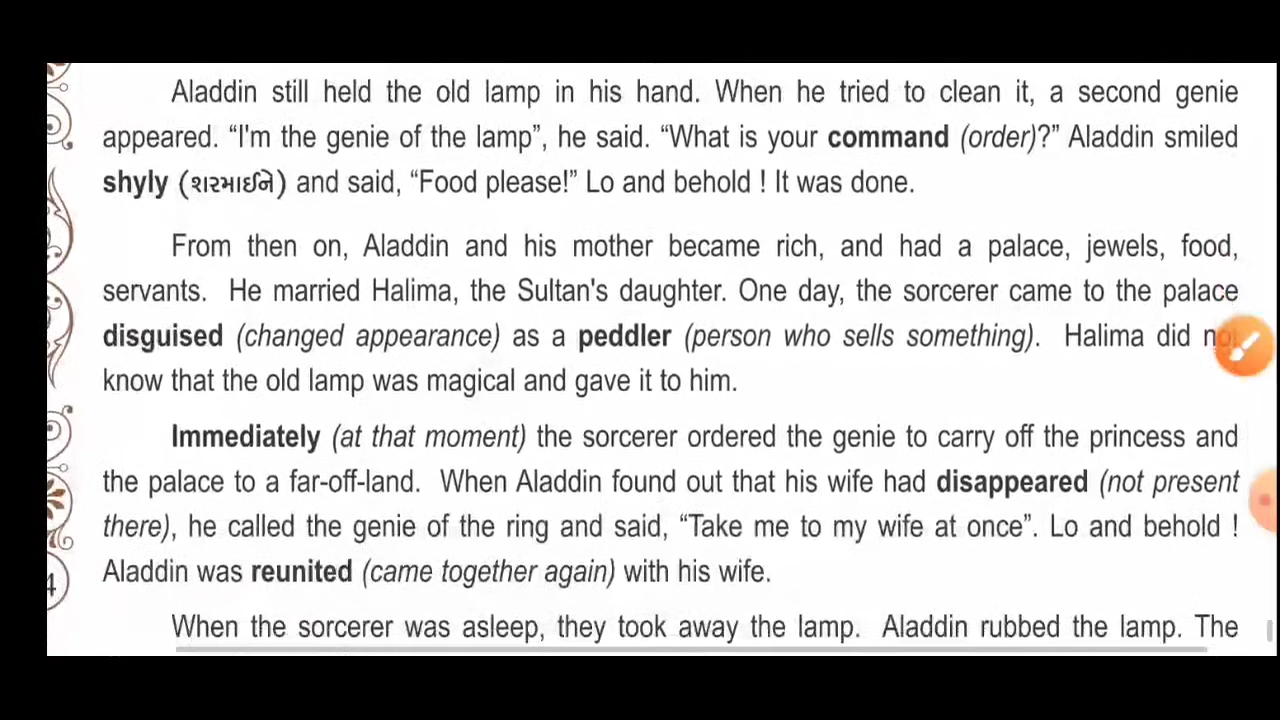 Aladdin still held the old lamp in his hand. When he tried to clean it, a second genie
appeared. “I'm the genie of the lamp”, he said. “What is your command (order)?” Aladdin smiled
shyly (શરમાઈને) and said, “Food please!” Lo and behold ! It was done.
From then on, Aladdin and his mother became rich, and had a palace, jewels, food,
servants. He married Halima, the Sultan's daughter. One day, the sorcerer came to the palace
disguised (changed appearance) as a peddler (person who sells something). Halima did not
know that the old lamp was magical and gave it to him.
Immediately (at that moment) the sorcerer ordered the genie to carry off the princess and
the palace to a far-off-land. When Aladdin found out that his wife had disappeared (not present
there), he called the genie of the ring and said, “Take me to my wife at once”. Lo and behold !
Aladdin was reunited (came together again) with his wife.
4
When the sorcerer was asleep, they took away the lamp. Aladdin rubbed the lamp. The